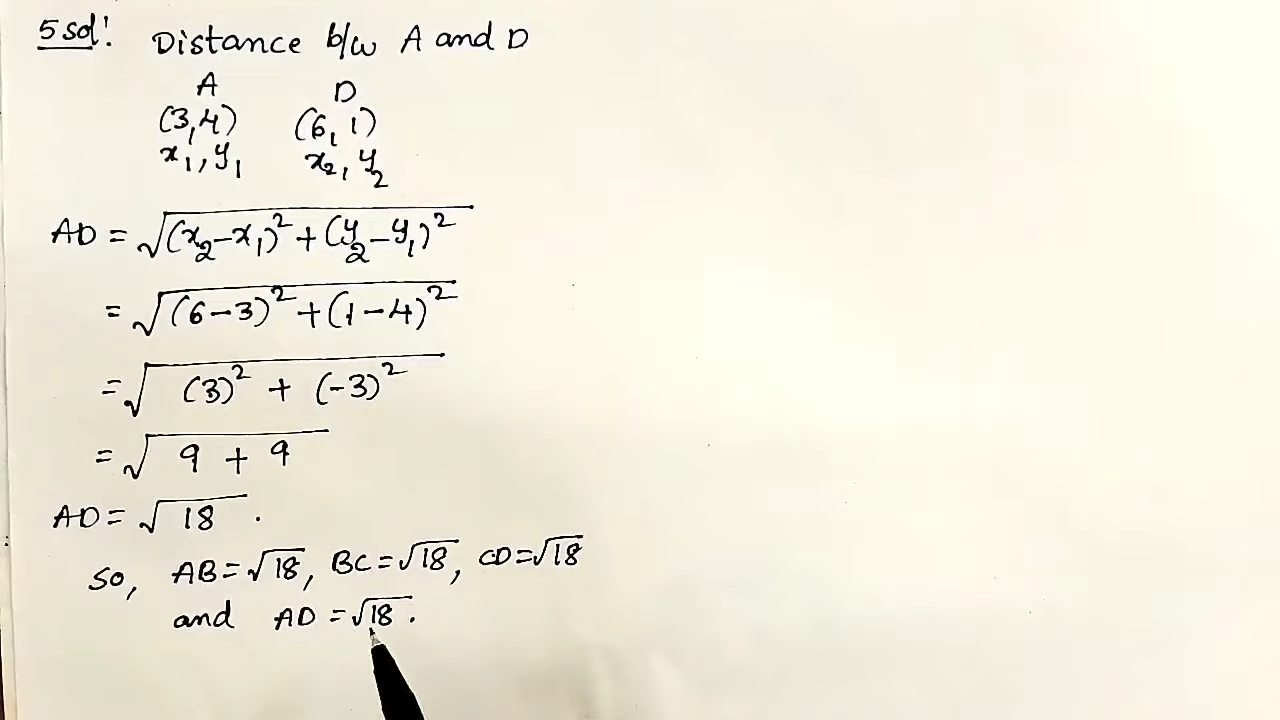 5 sol! Distance b/w A and D
A D
(3,4) (6, 1)
x₁, y₁ x₂, y₂
AD = √(x₂-x₁)² + (y₂-y₁)²
= √(6-3)² + (1-4)²
= √(3)² + (-3)²
= √9 + 9
AD = √18 .
So, AB = √18, BC = √18, CD = √18
and AD = √18.